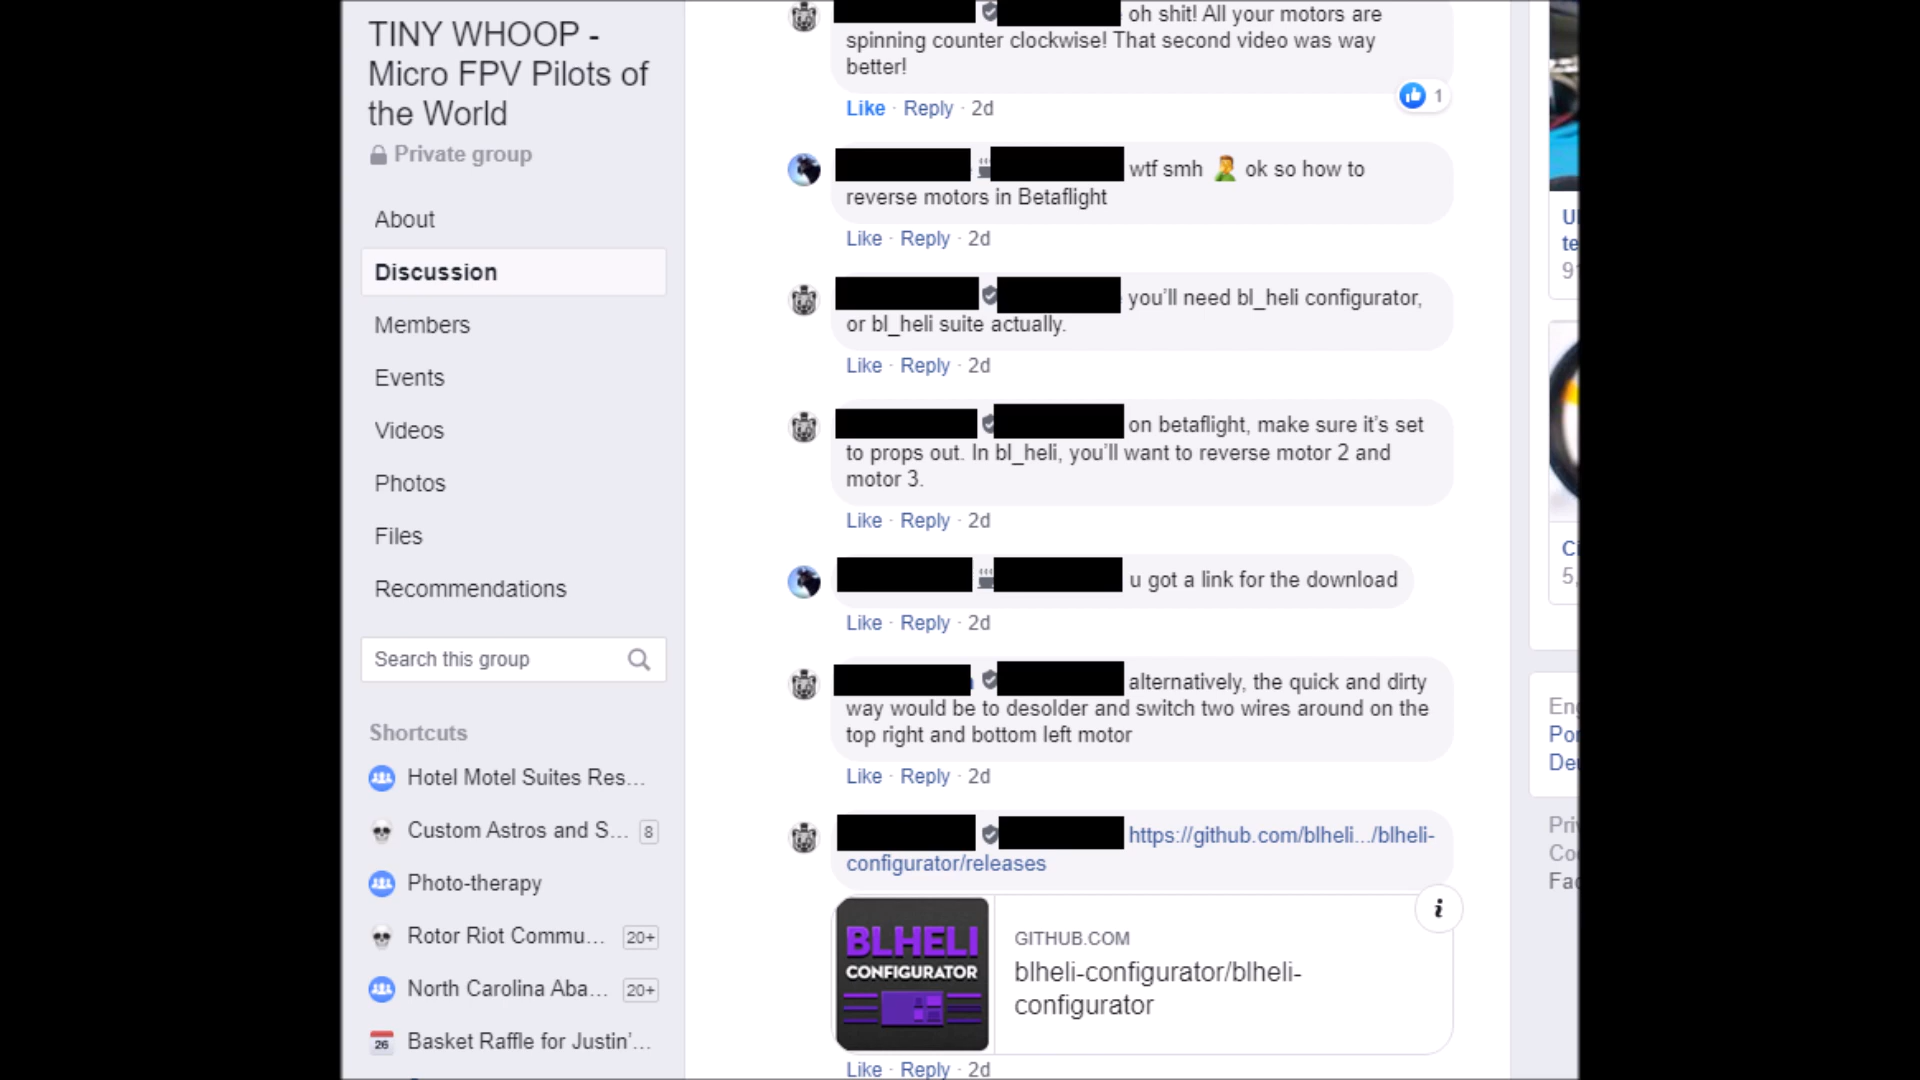 TINY WHOOP -
Micro FPV Pilots of
the World
Private group
About
Discussion
Members
Events
Videos
Photos
Files
Recommendations
Search this group
Shortcuts
Hotel Motel Suites Res...
Custom Astros and S... 8
Photo-therapy
Rotor Riot Commu... 20+
North Carolina Aba... 20+
26 Basket Raffle for Justin'...
oh shit! All your motors are
spinning counter clockwise! That second video was way
better!
1
Like · Reply · 2d
wtf smh ok so how to
reverse motors in Betaflight
Like · Reply · 2d
you'll need bl_heli configurator,
or bl_heli suite actually.
Like · Reply · 2d
on betaflight, make sure it's set
to props out. In bl_heli, you'll want to reverse motor 2 and
motor 3.
Like · Reply · 2d
u got a link for the download
Like · Reply · 2d
alternatively, the quick and dirty
way would be to desolder and switch two wires around on the
top right and bottom left motor
Like · Reply · 2d
https://github.com/blheli.../blheli-
configurator/releases
BLHELI
CONFIGURATOR
GITHUB.COM
blheli-configurator/blheli-
configurator
i
Like · Reply · 2d